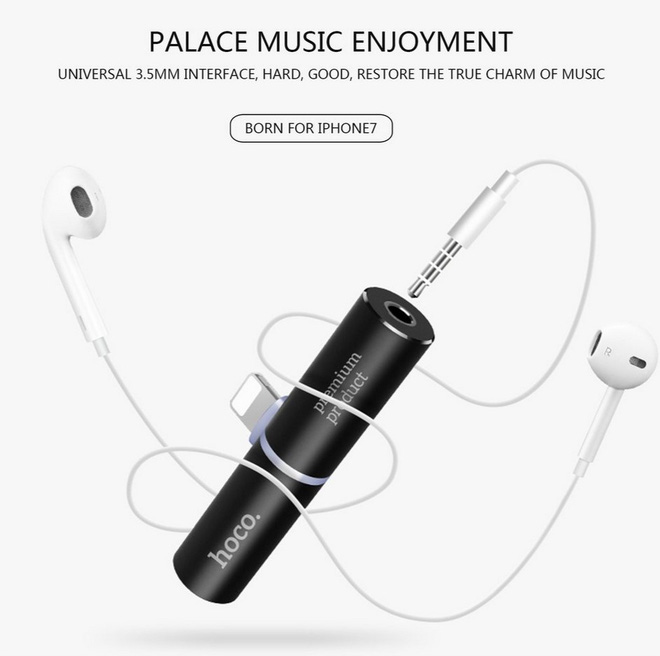 PALACE MUSIC ENJOYMENT
UNIVERSAL 3.5MM INTERFACE, HARD, GOOD, RESTORE THE TRUE CHARM OF MUSIC
BORN FOR IPHONE7
R
premium
product
hoco.